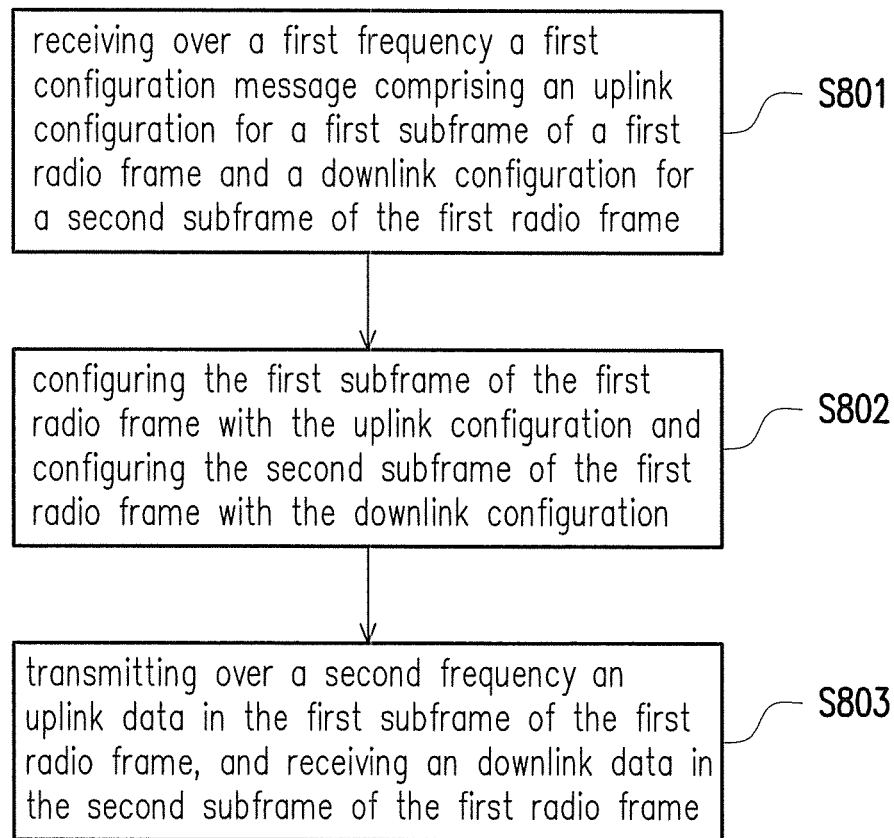 receiving over a first frequency a first
configuration message comprising an uplink
configuration for a first subframe of a first
radio frame and a downlink configuration for
a second subframe of the first radio frame
S801
configuring the first subframe of the first
radio frame with the uplink configuration and
configuring the second subframe of the first
radio frame with the downlink configuration
S802
transmitting over a second frequency an
uplink data in the first subframe of the first
radio frame, and receiving an downlink data in
the second subframe of the first radio frame
S803